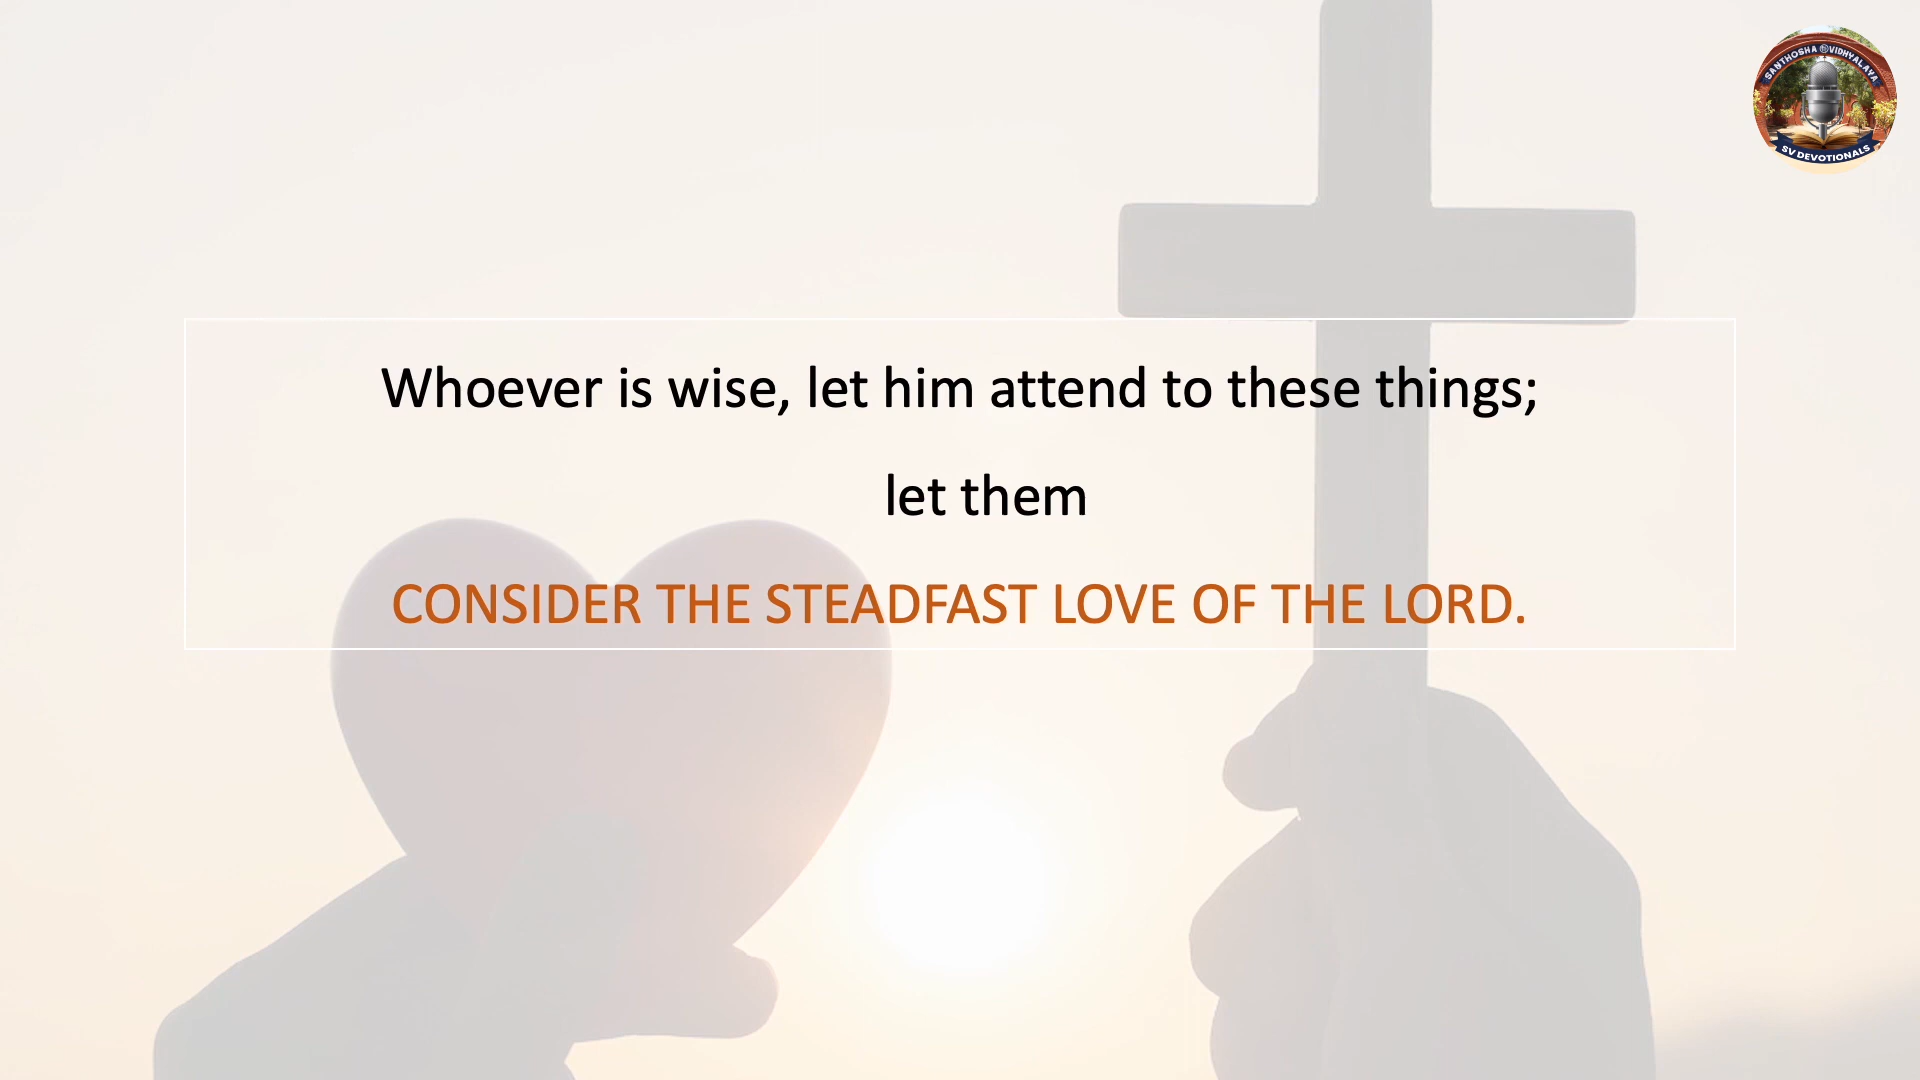 SANTHOSHA VIDHYALAYA
SV DEVOTIONALS
Whoever is wise, let him attend to these things;
let them
CONSIDER THE STEADFAST LOVE OF THE LORD.